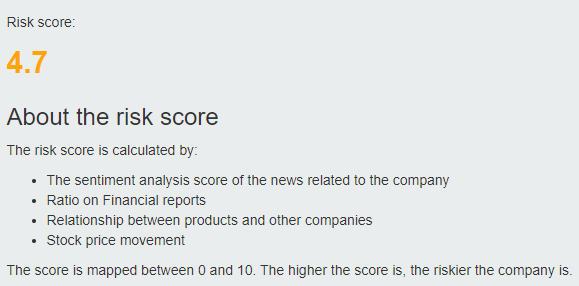 Risk score:
4.7
About the risk score
The risk score is calculated by:
• The sentiment analysis score of the news related to the company
• Ratio on Financial reports
• Relationship between products and other companies
• Stock price movement
The score is mapped between 0 and 10. The higher the score is, the riskier the company is.